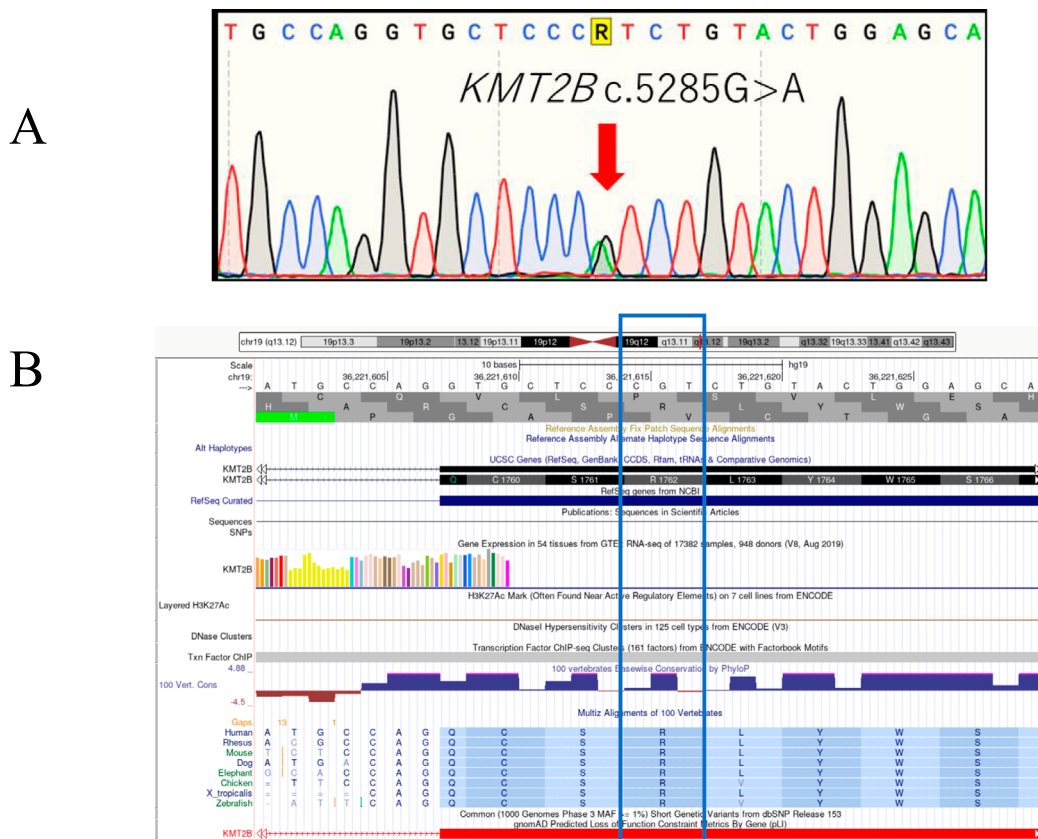 A
T G C C A G G T G C T C C C R T C T G T A C T G G A G C A
KMT2B c.5285G>A
B
chr19 (q13.12) 19p13.3 19p13.2 13.12 19p13.11 19p12 19q12 q13.11 13.12 19q13.2 q13.32 19q13.33 13.41 q13.42 q13.43
Scale 10 bases hg19
chr19: 36,221,605 36,221,610 36,221,615 36,221,620 36,221,625
---> A T G C C A G G T G C T C C C G T C T G T A C T G G A G C A
C Q V L P S V L E H
H A R C S R L Y W S
M P G A P V C T G A
Reference Assembly Fix Patch Sequence Alignments
Reference Assembly Alternate Haplotype Sequence Alignments
Alt Haplotypes
UCSC Genes (RefSeq, GenBank, CCDS, Rfam, tRNAs & Comparative Genomics)
KMT2B
KMT2B Q C 1760 S 1761 R 1762 L 1763 Y 1764 W 1765 S 1766
RefSeq genes from NCBI
RefSeq Curated
Publications: Sequences in Scientific Articles
Sequences
SNPs
Gene Expression in 54 tissues from GTEx RNA-seq of 17382 samples, 948 donors (V8, Aug 2019)
KMT2B
H3K27Ac Mark (Often Found Near Active Regulatory Elements) on 7 cell lines from ENCODE
Layered H3K27Ac
DNaseI Hypersensitivity Clusters in 125 cell types from ENCODE (V3)
DNase Clusters
Transcription Factor ChIP-seq Clusters (161 factors) from ENCODE with Factorbook Motifs
Txn Factor ChIP
4.88 _
100 vertebrates Basewise Conservation by PhyloP
100 Vert. Cons
-4.5 _
Multiz Alignments of 100 Vertebrates
Gaps 13 1
Human A T G C C A G Q C S R L Y W S
Rhesus A C G C C A G Q C S R L Y W S
Mouse T C T C C A G Q C S R L Y W S
Dog A T G A C A G Q C S R L Y W S
Elephant G C A C C A G Q C S R L Y W S
Chicken = T T C C A G Q C S R V Y W S
X_tropicalis = = = = C A G Q C S R L Y W S
Zebrafish - A T T C A G Q C S R V Y W S
Common (1000 Genomes Phase 3 MAF >= 1%) Short Genetic Variants from dbSNP Release 153
gnomAD Predicted Loss of Function Constraint Metrics By Gene (pLI)
KMT2B